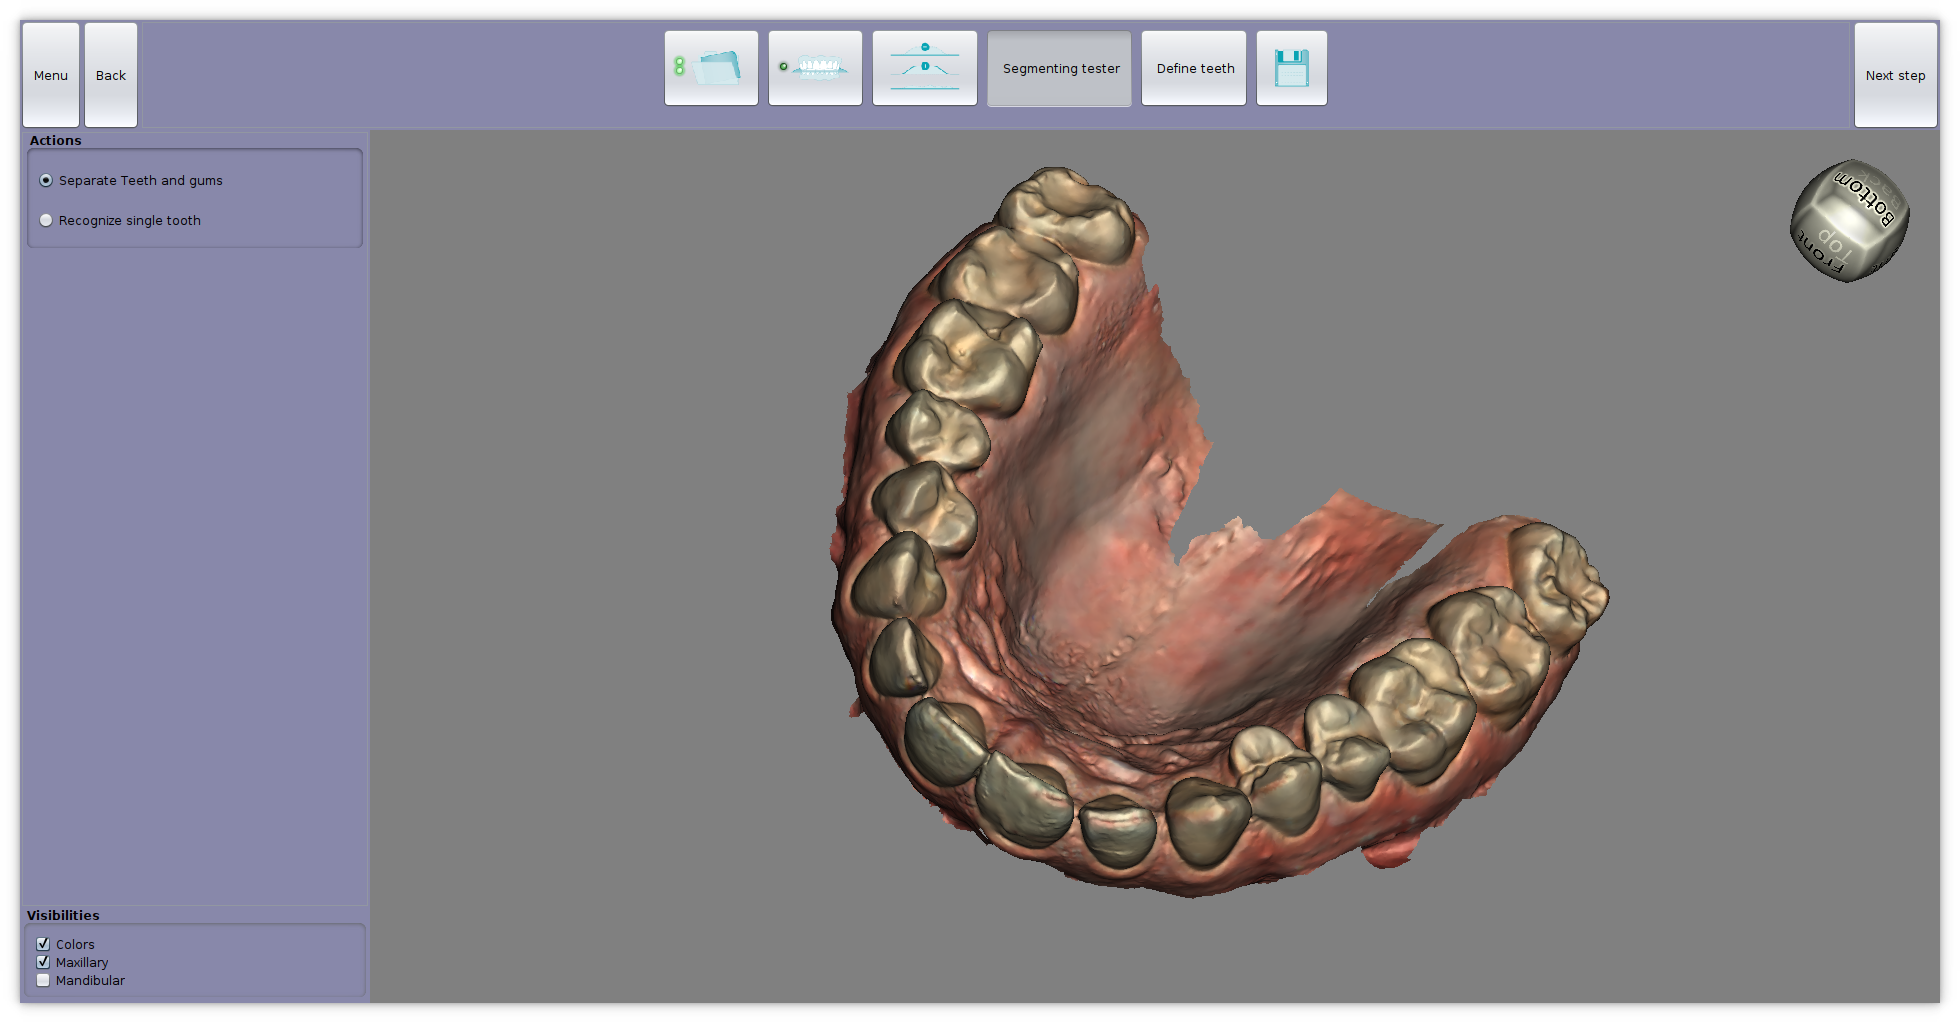 Menu
Back
Segmenting tester
Define teeth
Next step
Actions
Separate Teeth and gums
Recognize single tooth
Bottom
Back
Top
Front
Visibilities
Colors
Maxillary
Mandibular